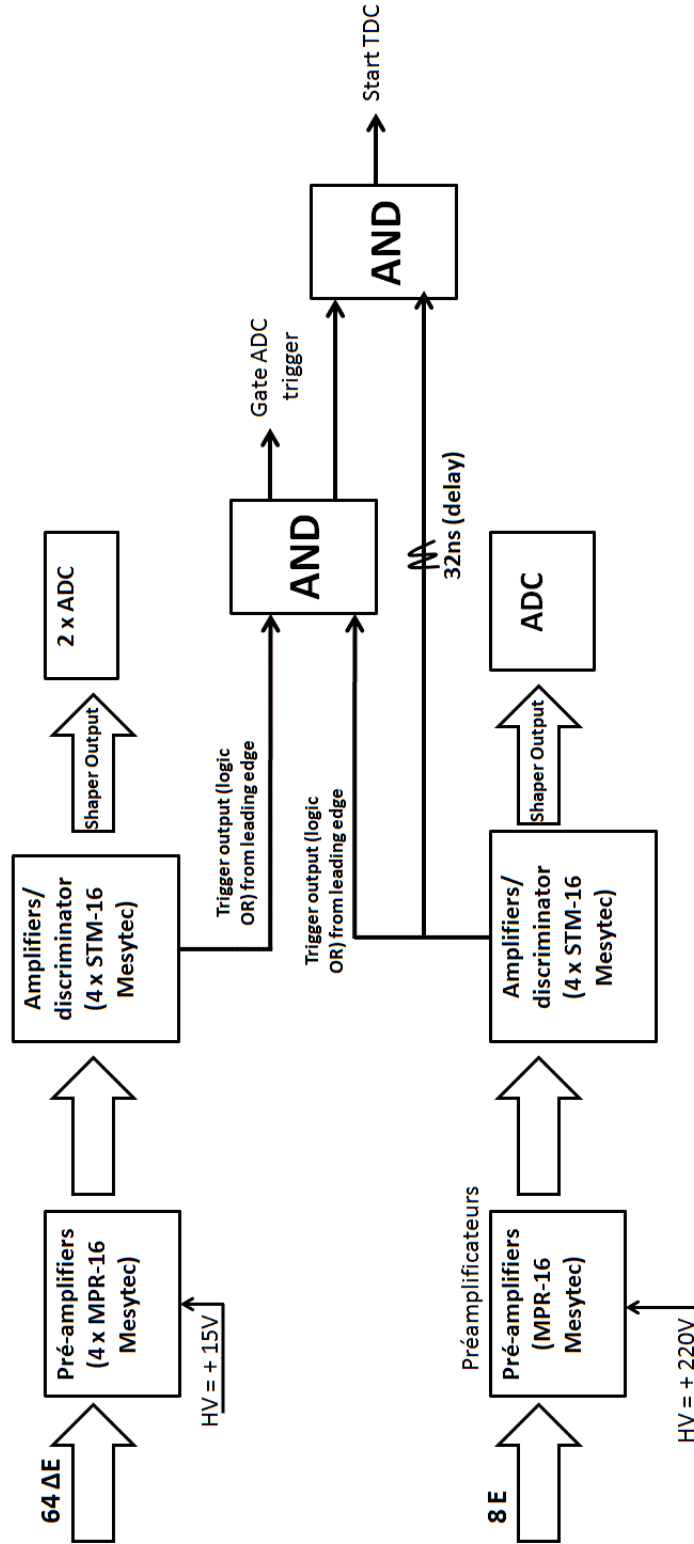 64 ΔE
Pré-amplifiers
(4 x MPR-16
Mesytec)
HV = + 15V
Amplifiers/
discriminator
(4 x STM-16
Mesytec)
Shaper Output
2 x ADC
Trigger output (logic
OR) from leading edge
Trigger output (logic
OR) from leading edge
AND
Gate ADC
trigger
AND
Start TDC
32ns (delay)
8 E
Préamplificateurs
Pré-amplifiers
(MPR-16
Mesytec)
HV = + 220V
Amplifiers/
discriminator
(4 x STM-16
Mesytec)
Shaper Output
ADC